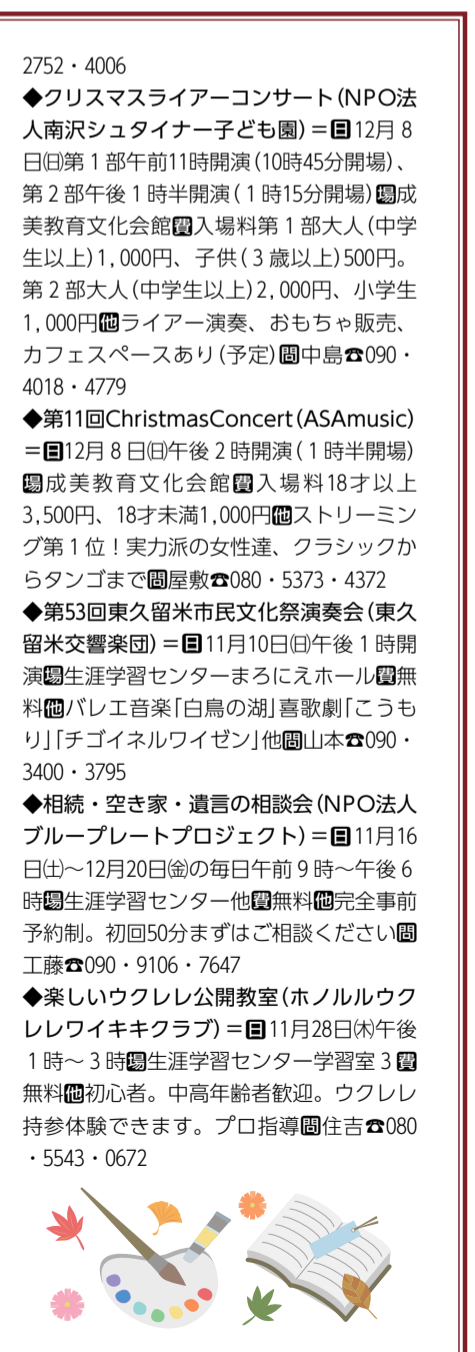 2752・4006
◆クリスマスライアーコンサート(NPO法
人南沢シュタイナー子ども園)=日12月8
日㈰第1部午前11時開演(10時45分開場)、
第2部午後1時半開演(1時15分開場)場成
美教育文化会館費入場料第1部大人(中学
生以上)1,000円、子供(3歳以上)500円。
第2部大人(中学生以上)2,000円、小学生
1,000円他ライアー演奏、おもちゃ販売、
カフェスペースあり(予定)問中島☎090・
4018・4779
◆第11回ChristmasConcert(ASAmusic)
=日12月8日㈰午後2時開演(1時半開場)
場成美教育文化会館費入場料18才以上
3,500円、18才未満1,000円他ストリーミン
グ第1位！実力派の女性達、クラシックか
らタンゴまで問屋敷☎080・5373・4372
◆第53回東久留米市民文化祭演奏会(東久
留米交響楽団)=日11月10日㈰午後1時開
演場生涯学習センターまろにえホール費無
料他バレエ音楽「白鳥の湖」喜歌劇「こうも
り」「チゴイネルワイゼン」他問山本☎090・
3400・3795
◆相続・空き家・遺言の相談会(NPO法人
ブループレートプロジェクト)=日11月16
日㈯～12月20日㈮の毎日午前9時～午後6
時場生涯学習センター他費無料他完全事前
予約制。初回50分まずはご相談ください問
工藤☎090・9106・7647
◆楽しいウクレレ公開教室(ホノルルウク
レレワイキキクラブ)=日11月28日㈭午後
1時～3時場生涯学習センター学習室3費
無料他初心者。中高年齢者歓迎。ウクレレ
持参体験できます。プロ指導問住吉☎080
・5543・0672